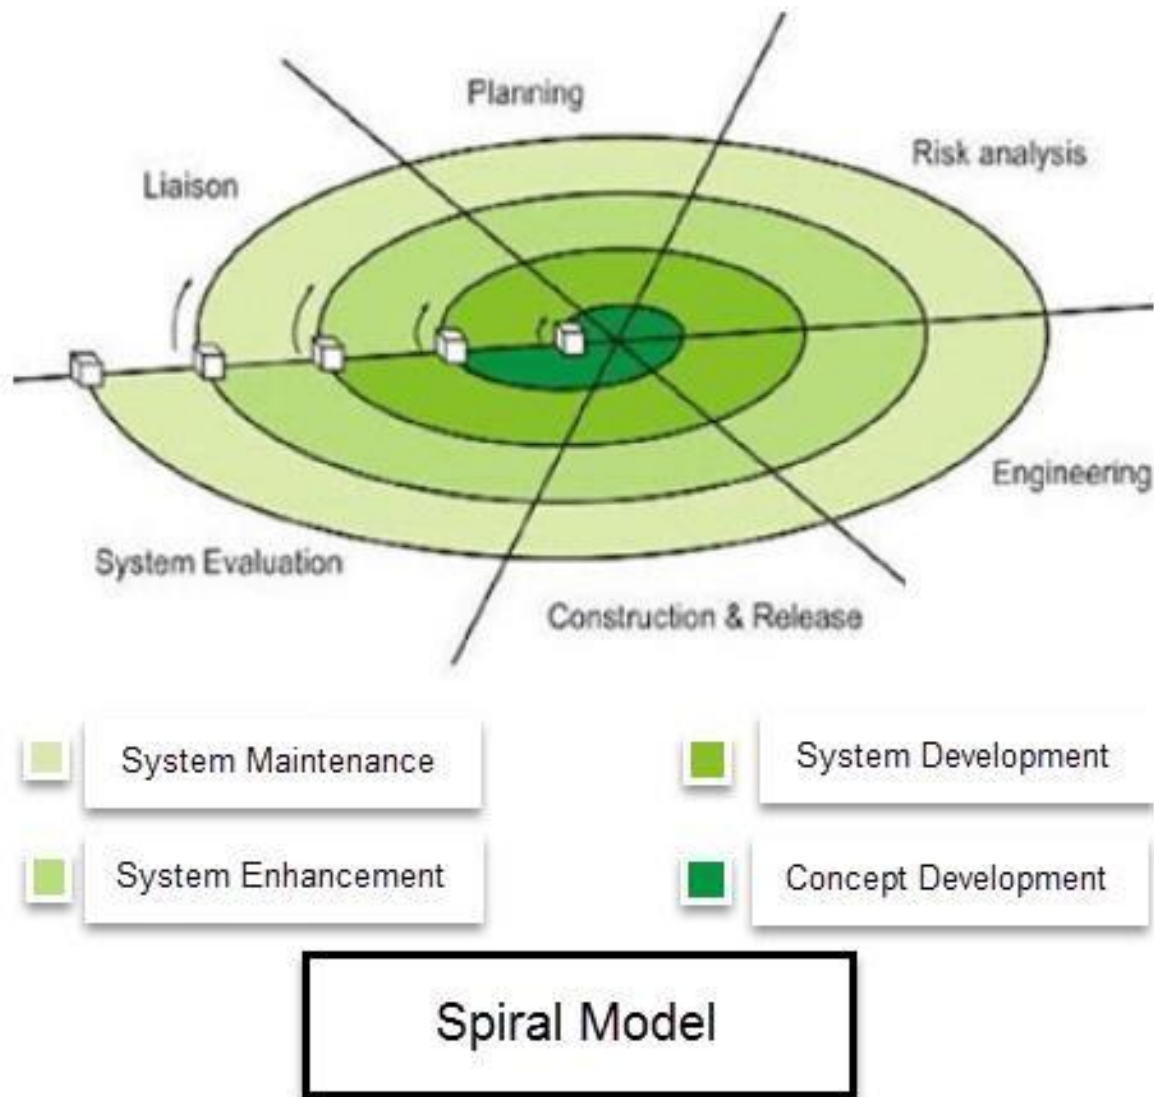 Planning
Risk analysis
Liaison
Engineering
System Evaluation
Construction & Release
System Maintenance
System Development
System Enhancement
Concept Development
Spiral Model